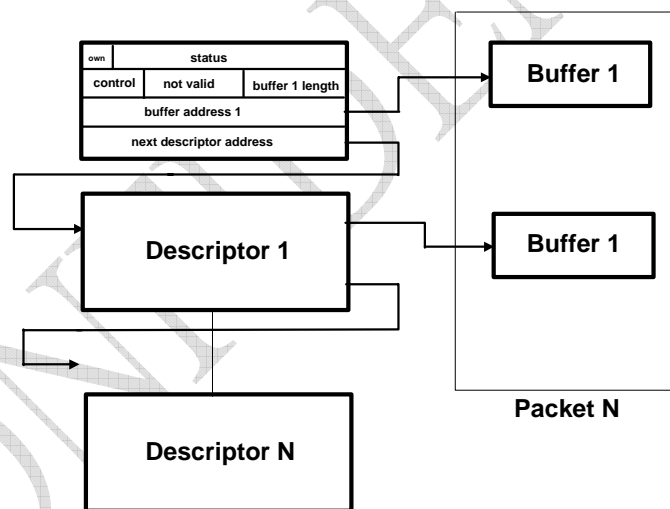 own status
control not valid buffer 1 length
buffer address 1
next descriptor address
Buffer 1
Descriptor 1
Buffer 1
Packet N
Descriptor N